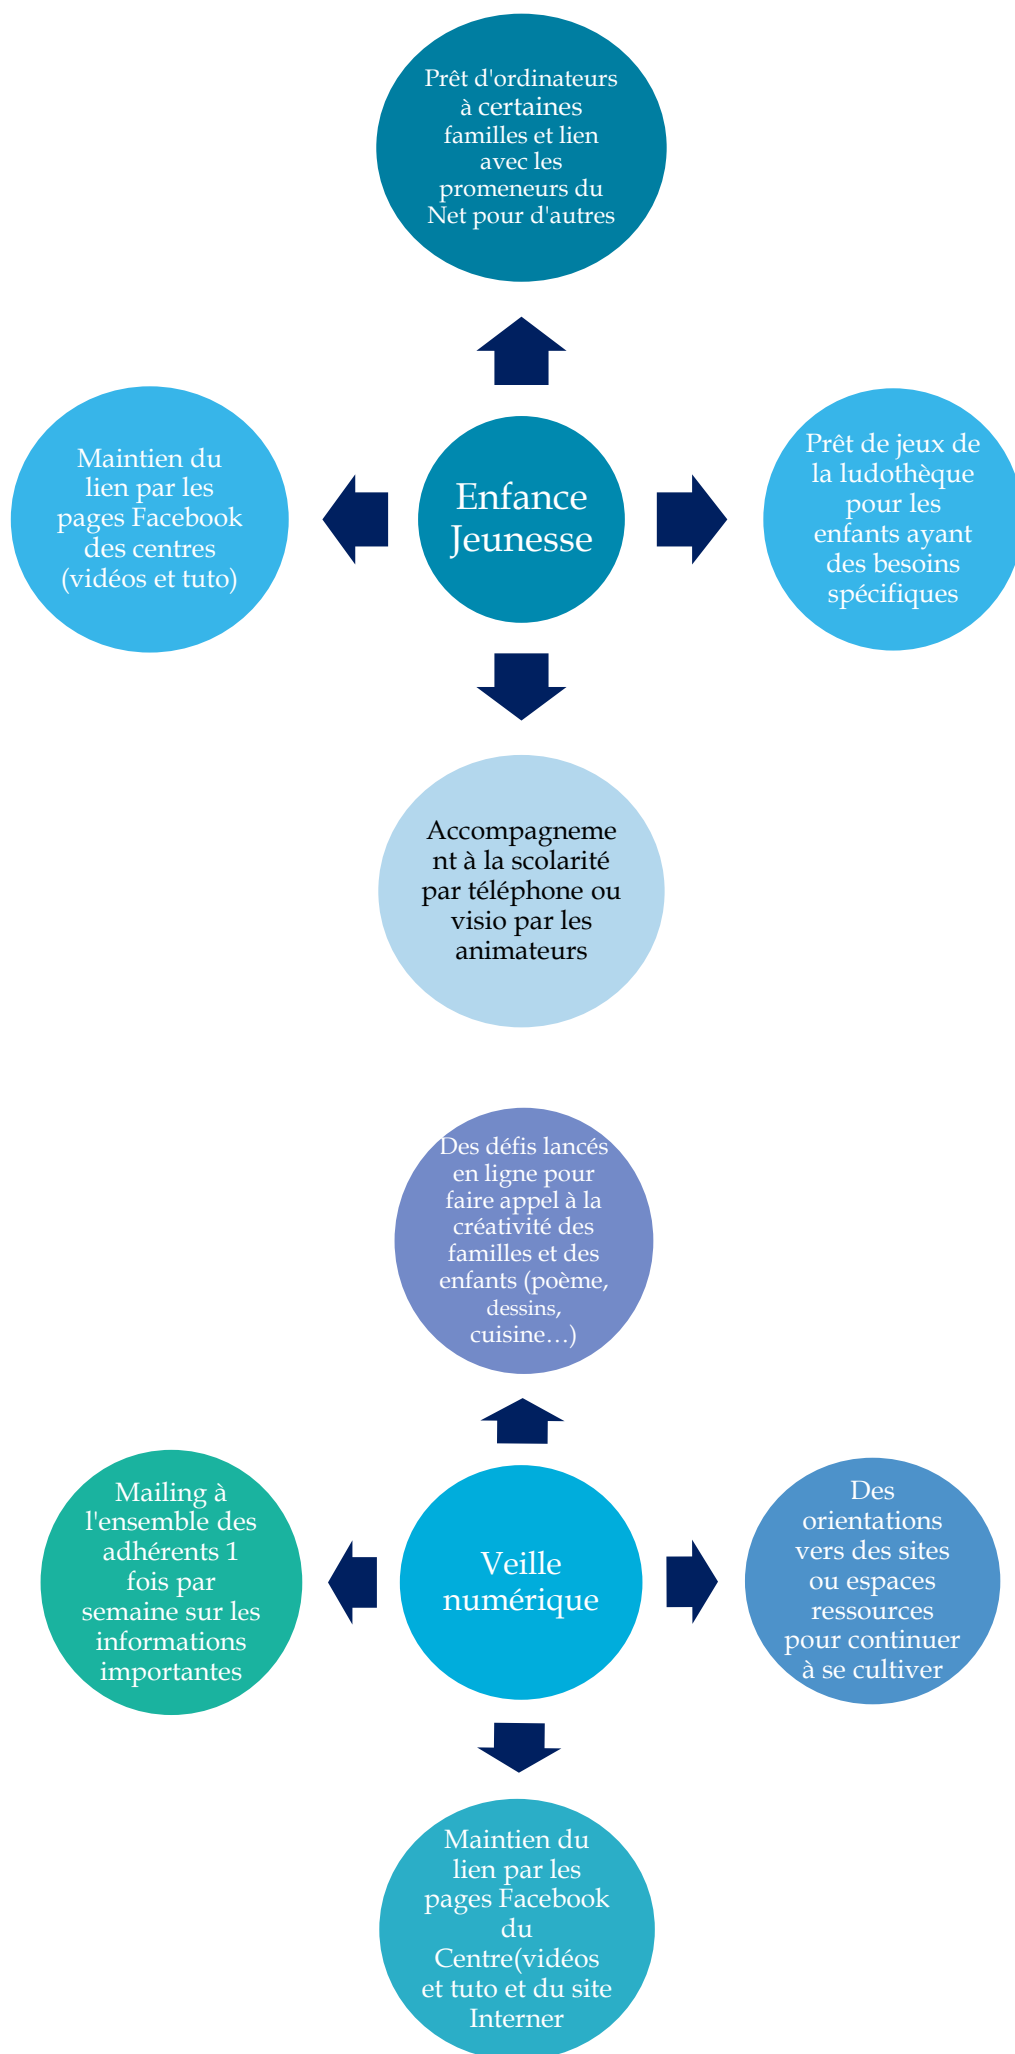 Prêt d'ordinateurs
à certaines
familles et lien
avec les
promeneurs du
Net pour d'autres
Maintien du
lien par les
pages Facebook
des centres
(vidéos et tuto)
Enfance
Jeunesse
Prêt de jeux de
la ludothèque
pour les
enfants ayant
des besoins
spécifiques
Accompagneme
nt à la scolarité
par téléphone ou
visio par les
animateurs
Des défis lancés
en ligne pour
faire appel à la
créativité des
familles et des
enfants (poème,
dessins,
cuisine…)
Mailing à
l'ensemble des
adhérents 1
fois par
semaine sur les
informations
importantes
Veille
numérique
Des
orientations
vers des sites
ou espaces
ressources
pour continuer
à se cultiver
Maintien du
lien par les
pages Facebook
du
Centre(vidéos
et tuto et du site
Interner